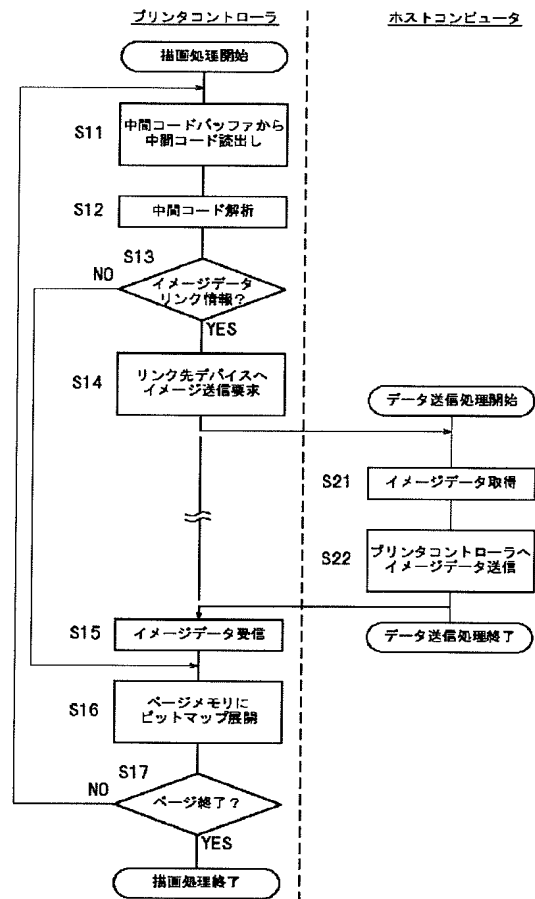 プリンタコントローラ
ホストコンピュータ
描画処理開始
S11
中間コードバッファから
中間コード読出し
S12
中間コード解析
S13
NO
イメージデータ
リンク情報?
YES
S14
リンク先デバイスへ
イメージ送信要求
データ送信処理開始
S21
イメージデータ取得
S22
プリンタコントローラへ
イメージデータ送信
S15
イメージデータ受信
データ送信処理終了
S16
ページメモリに
ビットマップ展開
S17
NO
ページ終了?
YES
描画処理終了